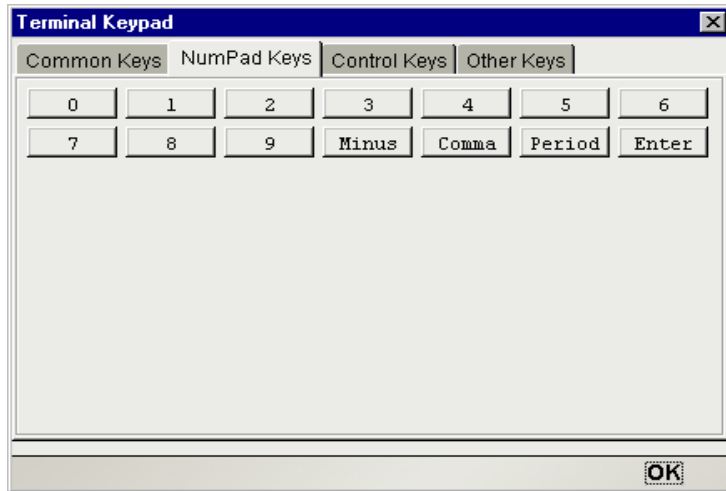 Terminal Keypad
Common Keys NumPad Keys Control Keys Other Keys
0 1 2 3 4 5 6
7 8 9 Minus Comma Period Enter
OK